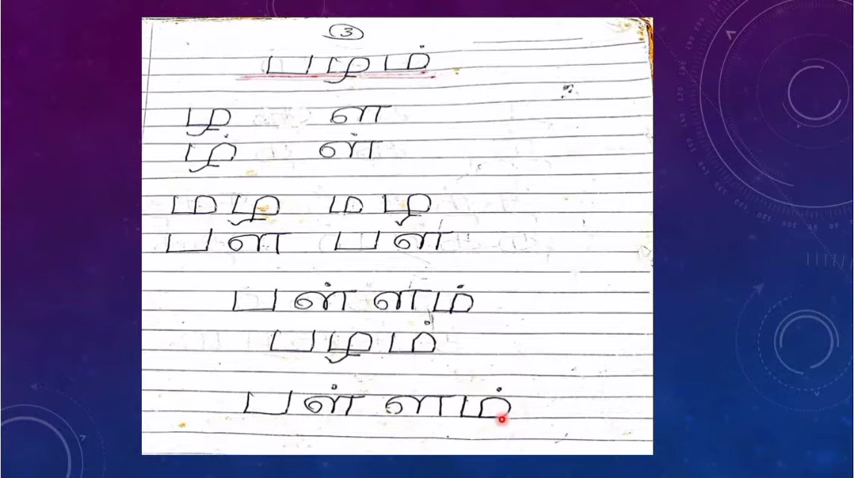 3
பழம்
ழ ள
ழ் ள்
மழ மழ
பள பள
பள்ளம்
பழம்
பள்ளம்